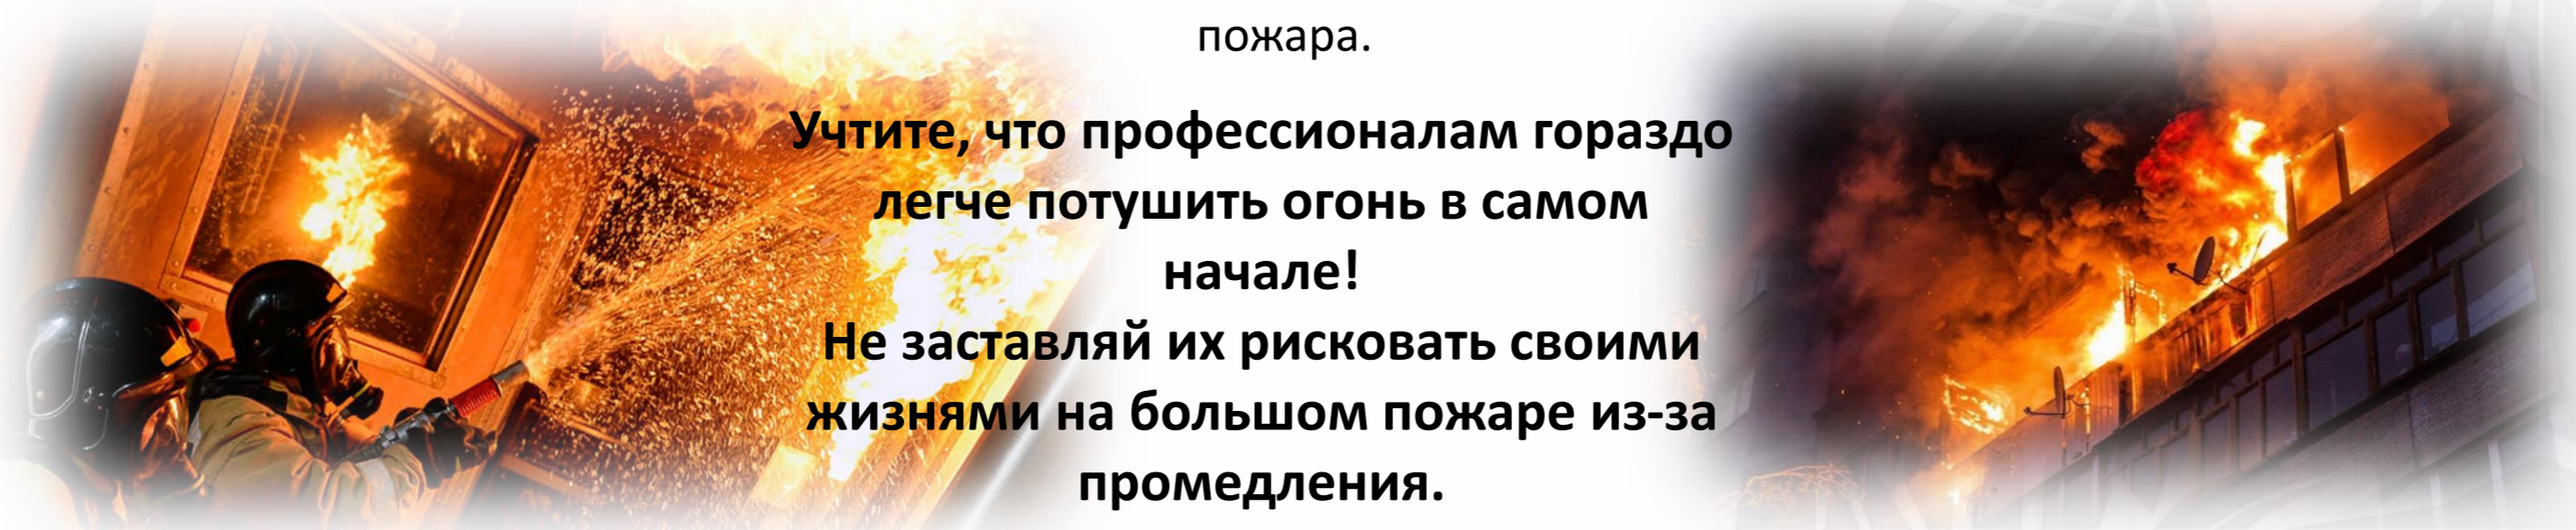 пожара.
Учтите, что профессионалам гораздо
легче потушить огонь в самом
начале!
Не заставляй их рисковать своими
жизнями на большом пожаре из-за
промедления.